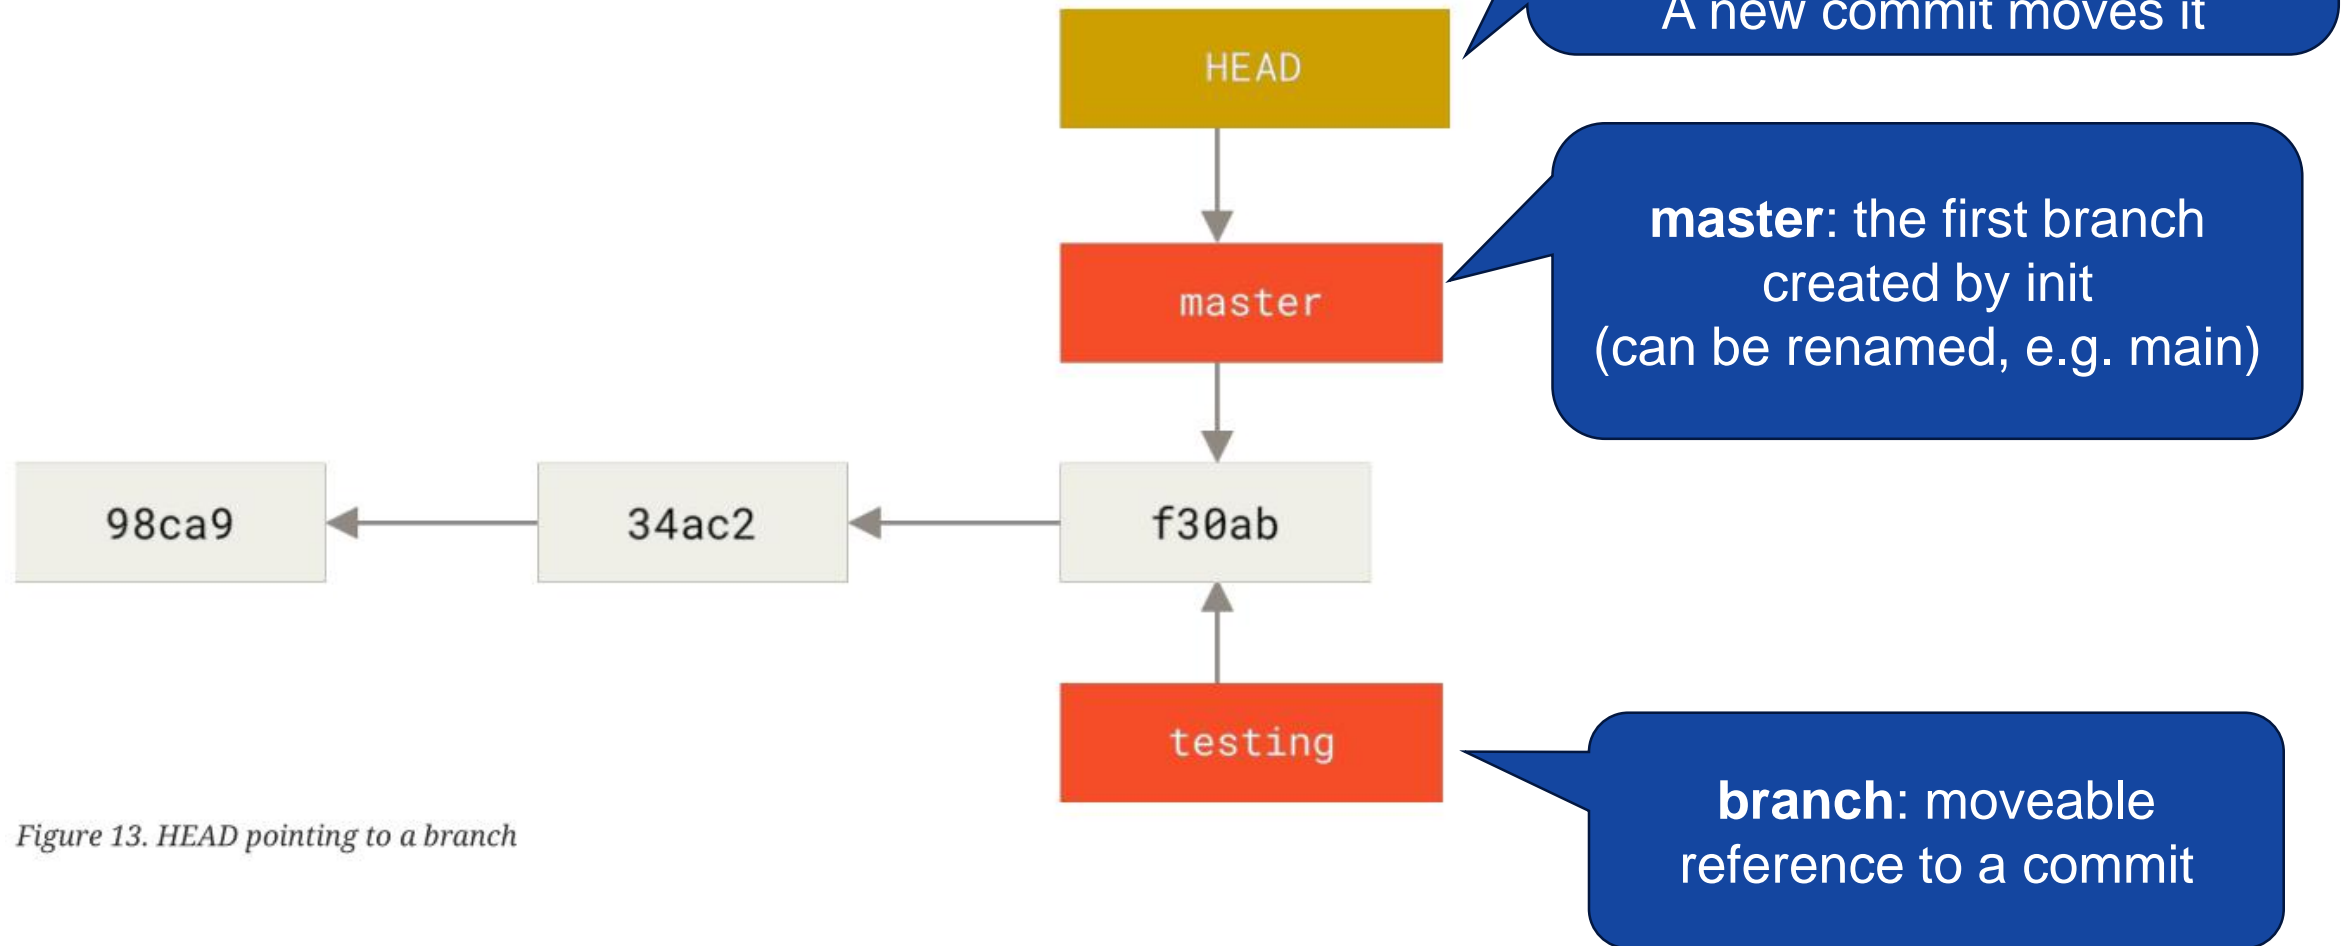 A new commit moves it
HEAD
master: the first branch
created by init
(can be renamed, e.g. main)
master
98ca9
34ac2
f30ab
testing
branch: moveable
reference to a commit
Figure 13. HEAD pointing to a branch